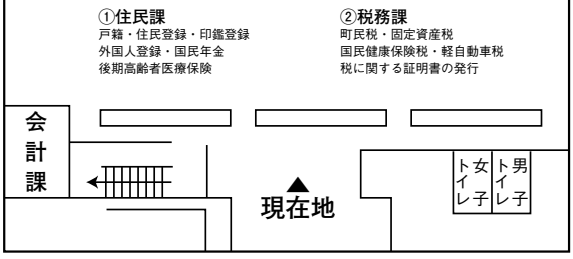 ①住民課
戸籍・住民登録・印鑑登録
外国人登録・国民年金
後期高齢者医療保険
②税務課
町民税・固定資産税
国民健康保険税・軽自動車税
税に関する証明書の発行
会計課
現在地
女子トイレ
男子トイレ